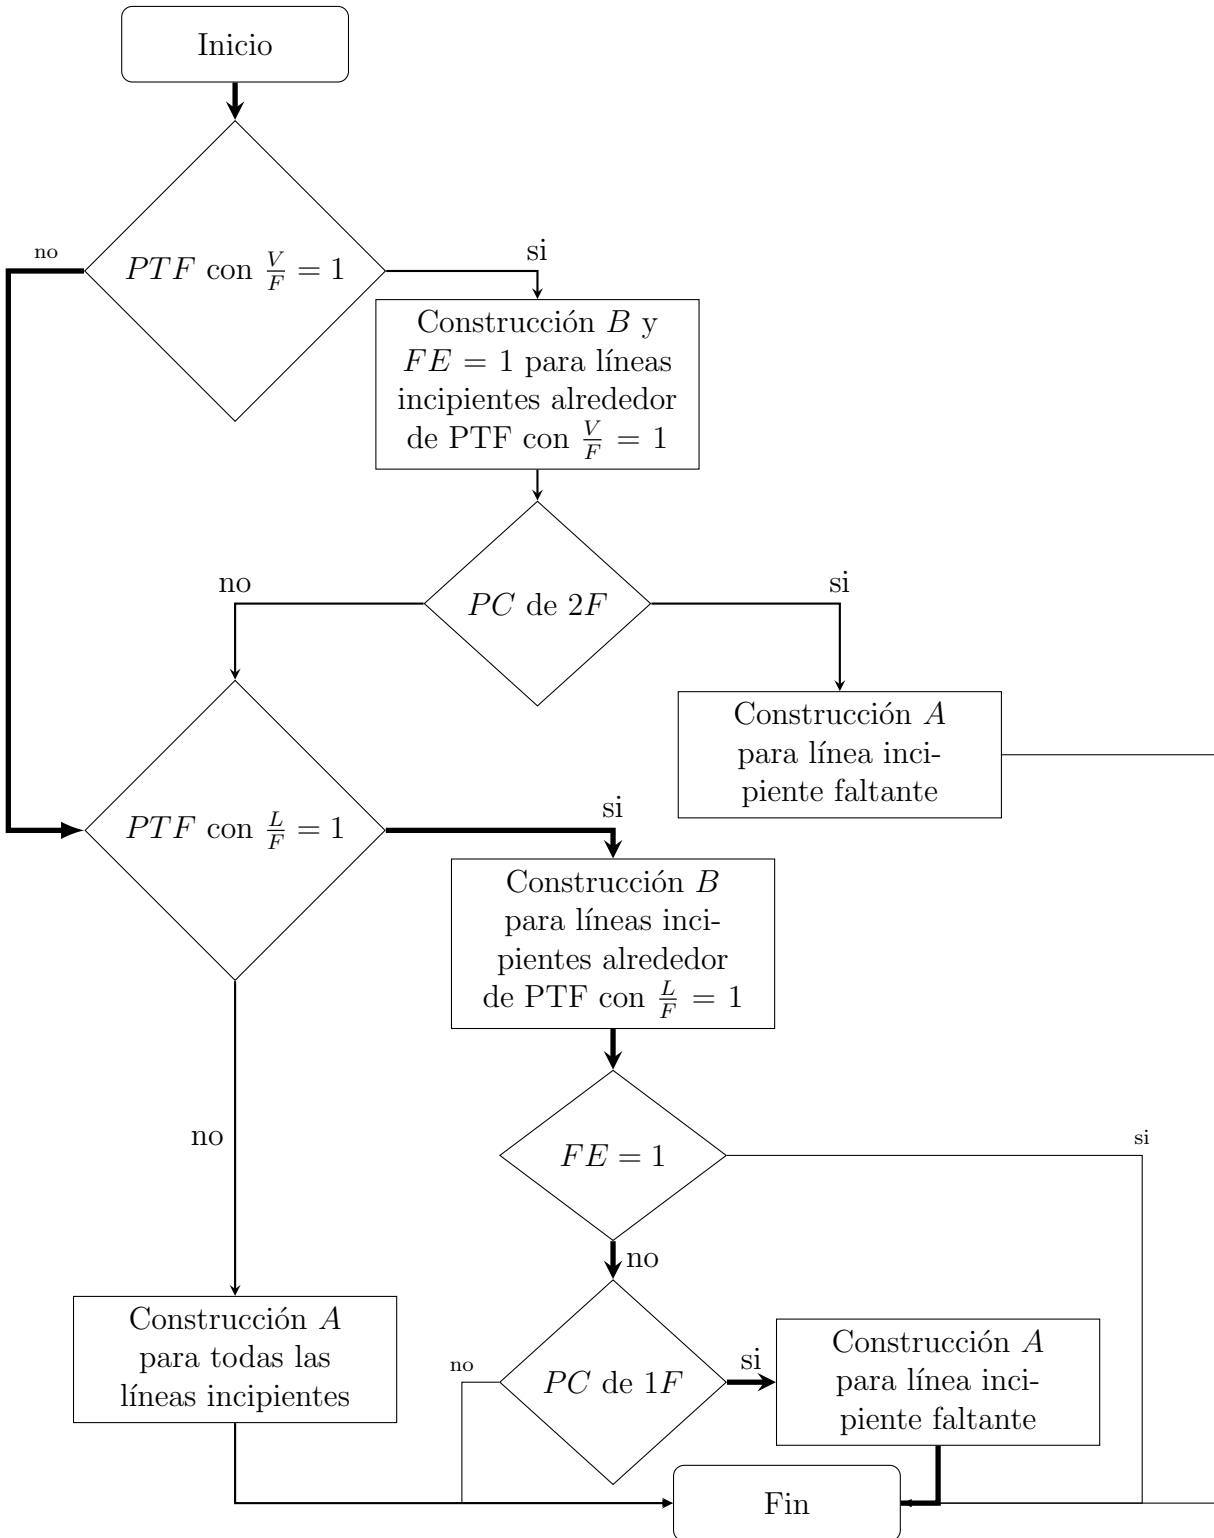 Inicio
no
PTF con V/F = 1
si
Construcción B y
FE = 1 para líneas
incipientes alrededor
de PTF con V/F = 1
no
PC de 2F
si
Construcción A
para línea inci-
piente faltante
PTF con L/F = 1
si
Construcción B
para líneas inci-
pientes alrededor
de PTF con L/F = 1
no
FE = 1
si
no
Construcción A
para todas las
líneas incipientes
no
PC de 1F
si
Construcción A
para línea inci-
piente faltante
Fin